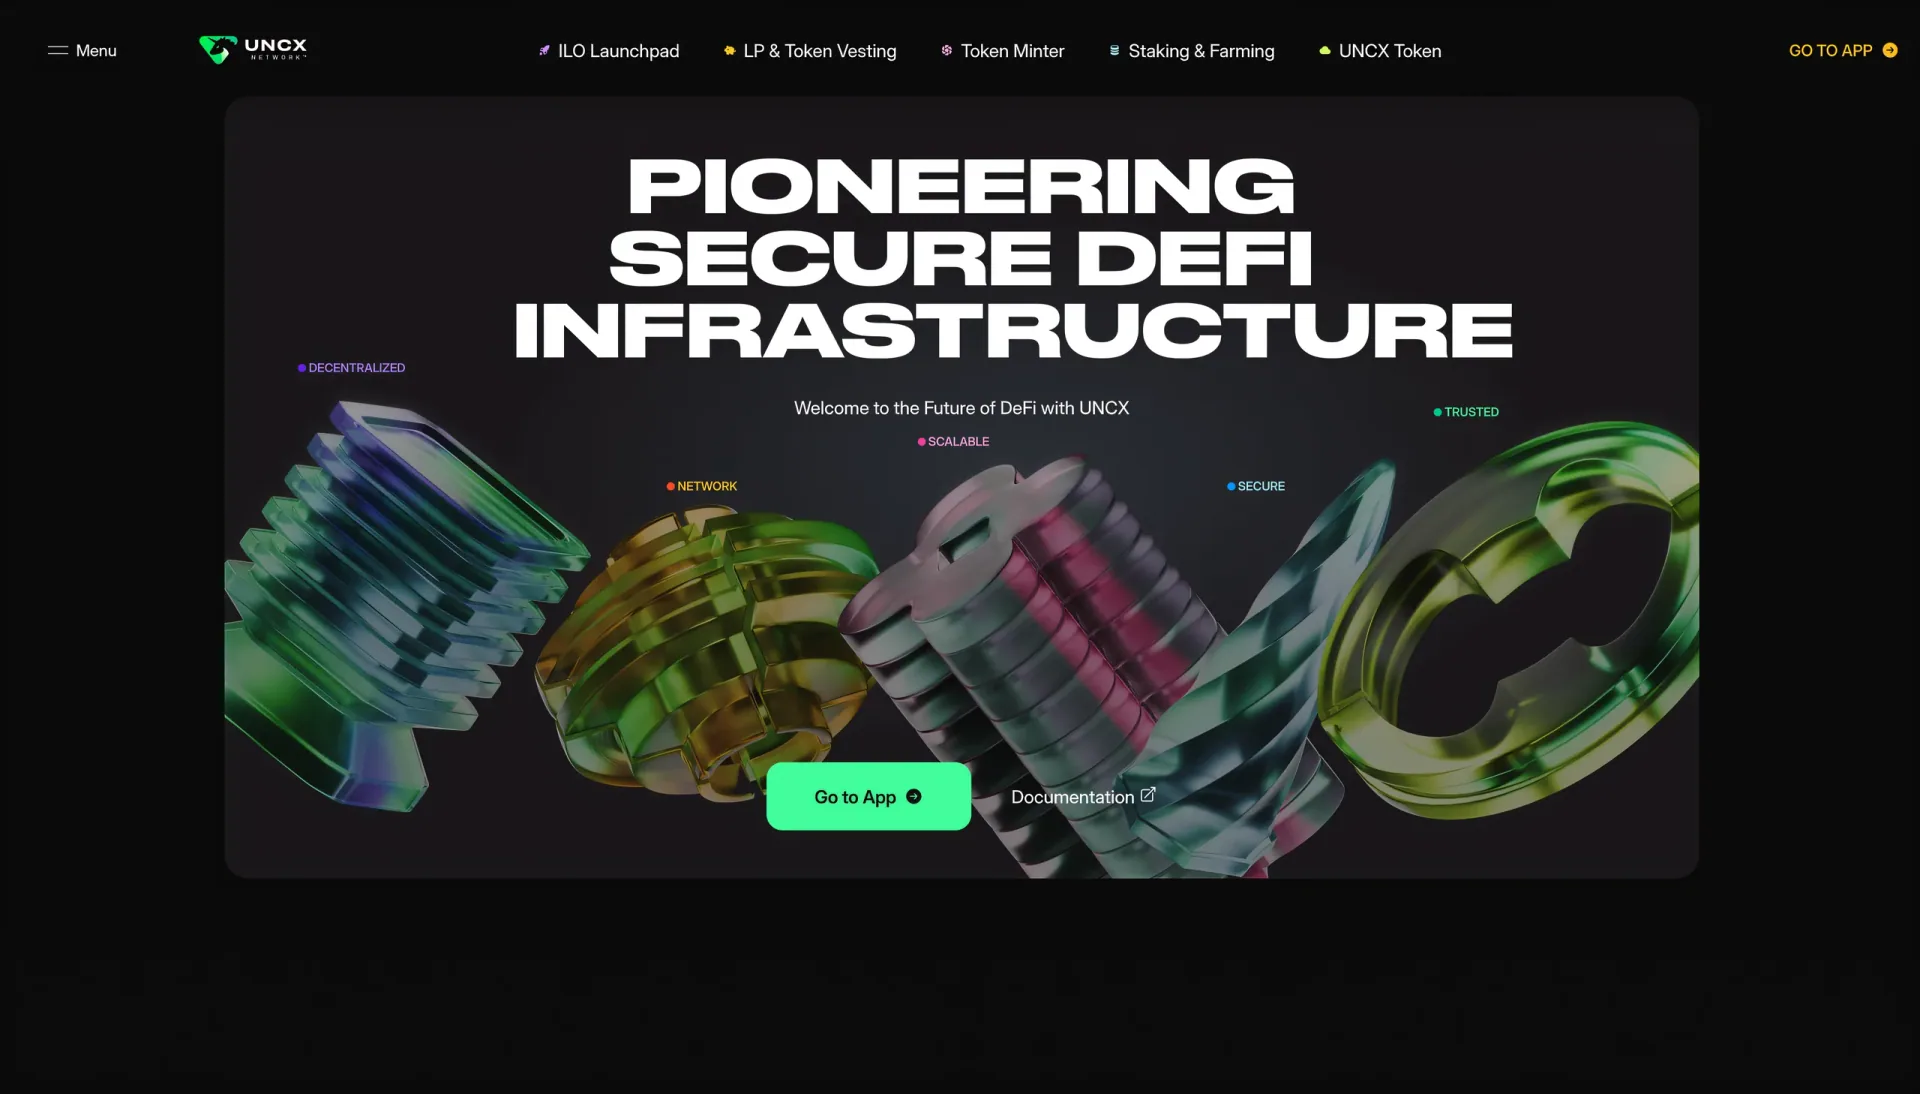 Menu
UNCX
NETWORK™
ILO Launchpad
LP & Token Vesting
Token Minter
Staking & Farming
UNCX Token
GO TO APP
PIONEERING
SECURE DEFI
INFRASTRUCTURE
DECENTRALIZED
Welcome to the Future of DeFi with UNCX
TRUSTED
SCALABLE
NETWORK
SECURE
Go to App
Documentation